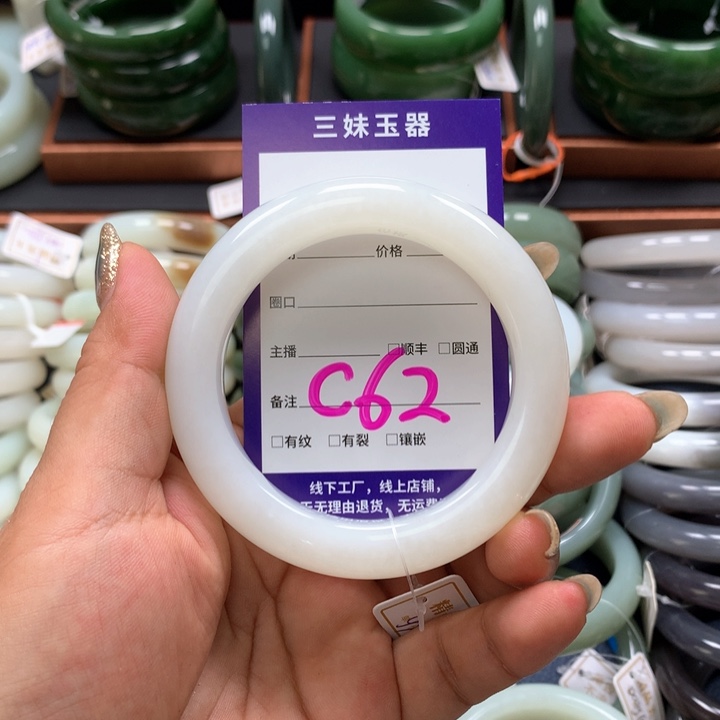 三妹玉器
价格
圈口
主播 □顺丰 □圆通
备注 C62
□有纹 □有裂 □镶嵌
线下工厂，线上店铺，
无理由退货，无运费